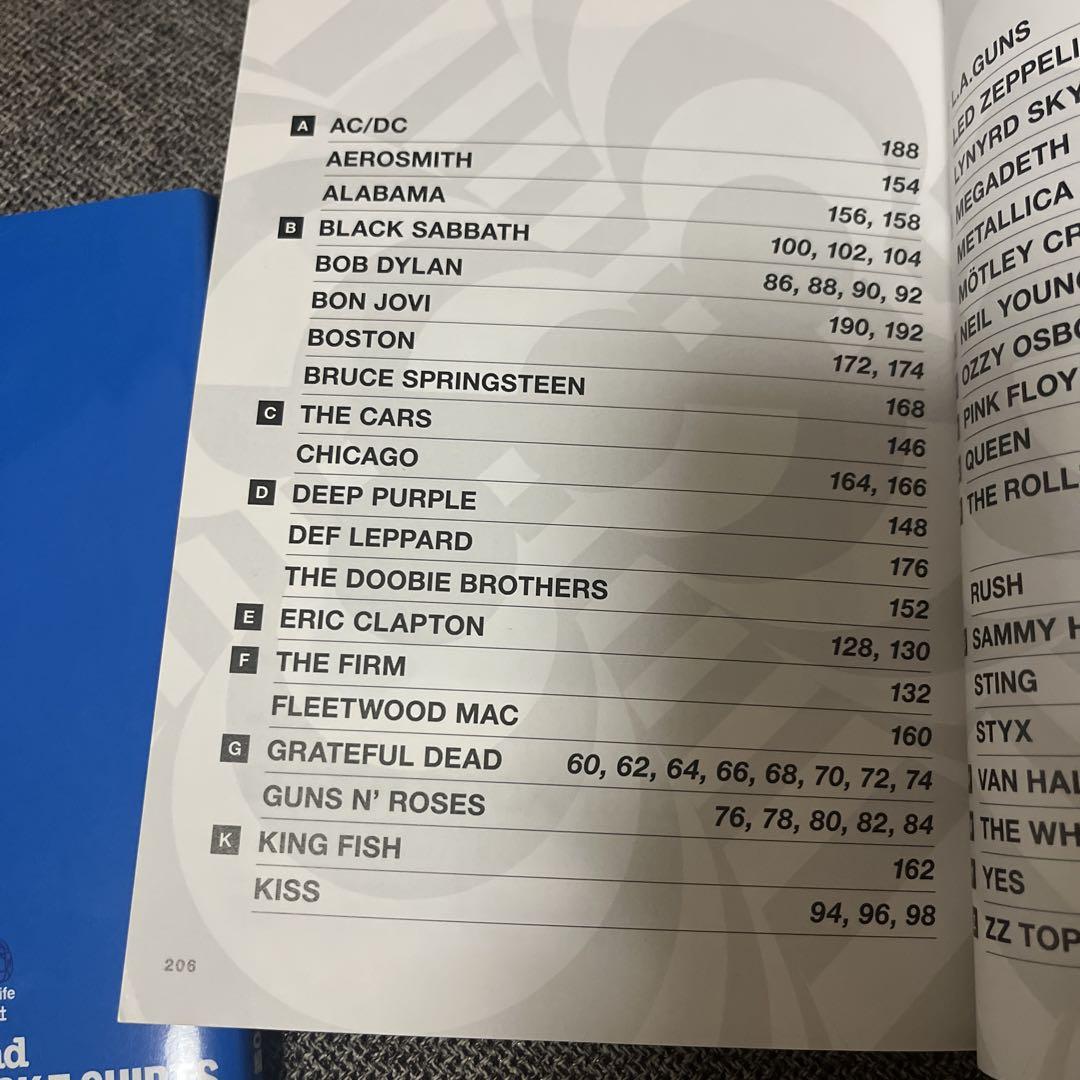 A AC/DC 188
AEROSMITH 154
ALABAMA 156, 158
B BLACK SABBATH 100, 102, 104
BOB DYLAN 86, 88, 90, 92
BON JOVI 190, 192
BOSTON 172, 174
BRUCE SPRINGSTEEN 168
C THE CARS 146
CHICAGO 164, 166
D DEEP PURPLE 148
DEF LEPPARD 176
THE DOOBIE BROTHERS 152
E ERIC CLAPTON 128, 130
F THE FIRM 132
FLEETWOOD MAC 160
G GRATEFUL DEAD 60, 62, 64, 66, 68, 70, 72, 74
GUNS N' ROSES 76, 78, 80, 82, 84
K KING FISH 162
KISS 94, 96, 98
206
L.A.GUNS
LED ZEPPELI
LYNYRD SKY
MEGADETH
METALLICA
MÖTLEY CR
NEIL YOUNG
OZZY OSBO
PINK FLOY
QUEEN
THE ROLL
RUSH
SAMMY H
STING
STYX
VAN HAL
THE WH
YES
ZZ TOP